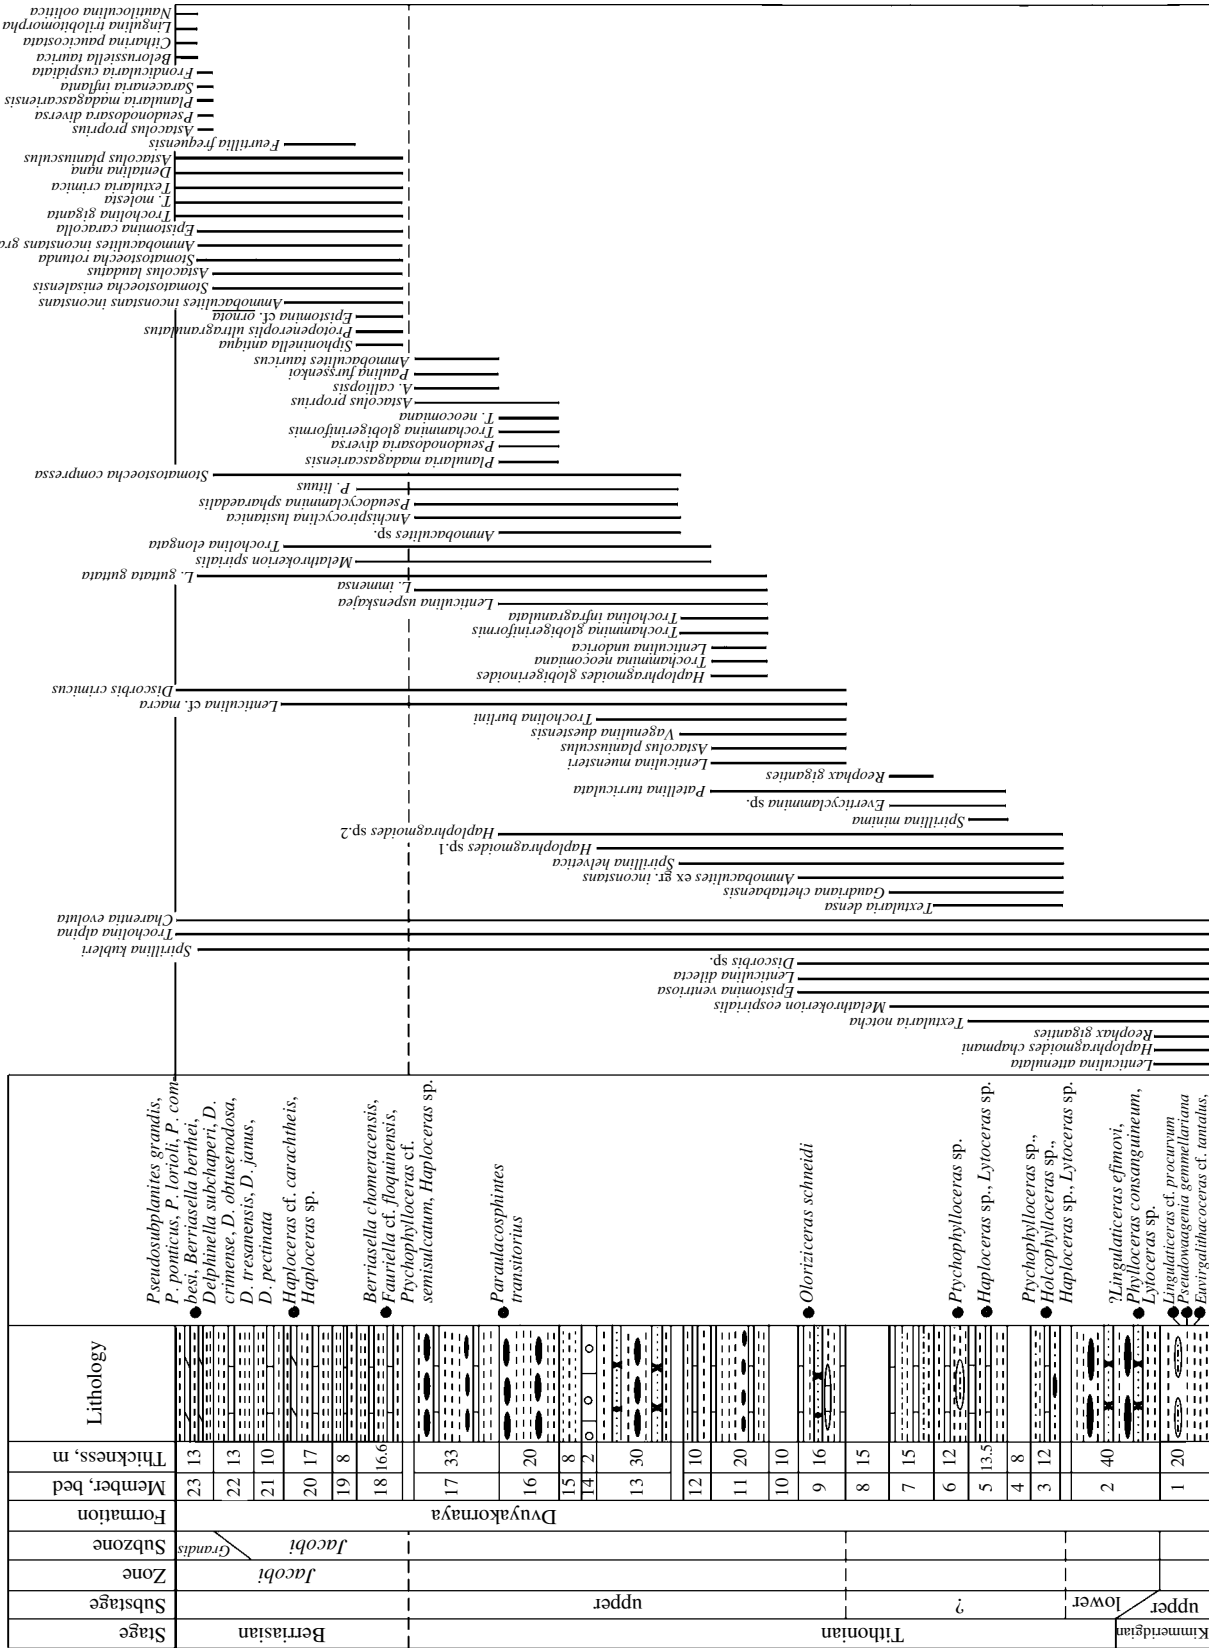 Nautiloculina oolitica
Lingulina trilobitomorpha
Citharina paucicostata
Belorussiella taurica
Frondicularia cuspidiata
Saracenaria inflanta
Planularia madagascariensis
Pseudonodosara diversa
Astacolus proprius
Feurtillia frequensis
Astacolus planiusculus
Dentalina nana
Textularia crimica
T. molesta
Trocholina giganta
Epistomina caracolla
Ammobaculites inconstans gra
Stomatostoecha rotunda
Astacolus laudatus
Stomatostoecha enisalensis
Ammobaculites inconstans inconstans
Epistomina cf. ornota
Protopeneroplis ultragranulatus
Siphoninella antiqua
Ammobaculites tauricus
Paulina furssenkoi
A. calliopsis
Astacolus proprius
T. neocomiana
Trochammina globigeriniformis
Pseudonodosaria diversa
Planularia madagascariensis
Stomatostoecha compressa
P. lituus
Pseudocyclammina sphaeradalis
Anchispirocyclina lusitanica
Ammobaculites sp.
Trocholina elongata
Melathrokerion spirialis
L. guttata guttata
L. immensa
Lenticulina uspenskajea
Trocholina infragranulata
Trochammina globigeriniformis
Lenticulina undorica
Trochammina neocomiana
Haplophragmoides globigerinoides
Discorbis crimicus
Lenticulina cf. macra
Trocholina burlini
Vagenulina duestensis
Astacolus planiusculus
Lenticulina muensteri
Reophax giganties
Patellina turriculata
Everticyclammina sp.
Spirillina minima
Haplophragmoides sp.2
Haplophragmoides sp.1
Spirillina helvetica
Ammobaculites ex gr. inconstans
Gaudriana chettabaensis
Textularia densa
Charentia evoluta
Trocholina alpina
Spirillina kubleri
Discorbis sp.
Lenticulina dilecta
Epistomina ventriosa
Melathrokerion eospirialis
Textularia notcha
Reophax giganties
Haplophragmoides chapmani
Lenticulina attenulata
Pseudosubplanites grandis,
P. ponticus, P. lorioli, P. com-
besi, Berriasella berthei,
Delphinella subchaperi, D.
crimense, D. obtusenodosa,
D. tresanensis, D. janus,
D. pectinata
Haploceras cf. carachtheis,
Haploceras sp.
Berriasella chomeracensis,
Fauriella cf. floquinensis,
Ptychophylloceras cf.
semisulcatum, Haploceras sp.
Paraulacosphintes
transitorius
Oloriziceras schneidi
Ptychophylloceras sp.
Haploceras sp., Lytoceras sp.
Ptychophylloceras sp.,
Holcophylloceras sp.,
Haploceras sp., Lytoceras sp.
?Lingulaticeras efimovi,
Phylloceras consanguineum,
Lytoceras sp.
Lingulaticeras cf. procurvum
Pseudowaagenia gemmellariana
Euvirgalithacoceras cf. tantalus,
Lithology
Thickness, m
13
13
10
17
8
16.6
33
20
8
2
30
10
20
10
16
15
15
12
13.5
8
12
40
20
Member, bed
23
22
21
20
19
18
17
16
15
14
13
12
11
10
9
8
7
6
5
4
3
2
1
Formation
Dvuyakornaya
Subzone
Grandis
Jacobi
Zone
Jacobi
Substage
upper
?
lower
upper
Stage
Berriasian
Tithonian
Kimmeridgian